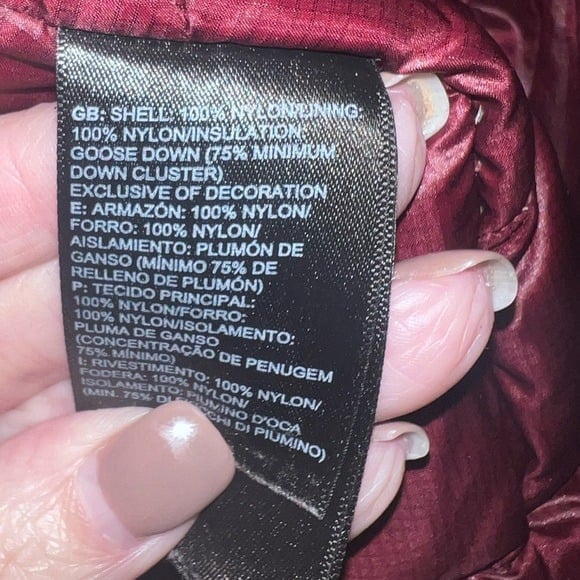 GB: SHELL: 100% NYLON/LINING:
100% NYLON/INSULATION:
GOOSE DOWN (75% MINIMUM
DOWN CLUSTER)
EXCLUSIVE OF DECORATION
E: ARMAZÓN: 100% NYLON/
FORRO: 100% NYLON/
AISLAMIENTO: PLUMÓN DE
GANSO (MÍNIMO 75% DE
RELLENO DE PLUMÓN)
P: TECIDO PRINCIPAL:
100% NYLON/FORRO:
100% NYLON/ISOLAMENTO:
PLUMA DE GANSO
(CONCENTRAÇÃO DE PENUGEM
75% MÍNIMO)
I: RIVESTIMENTO: 100% NYLON/
FODERA: 100% NYLON/
ISOLAMENTO: PIUMINO D'OCA
(MIN. 75% DI DI PIUMINO)